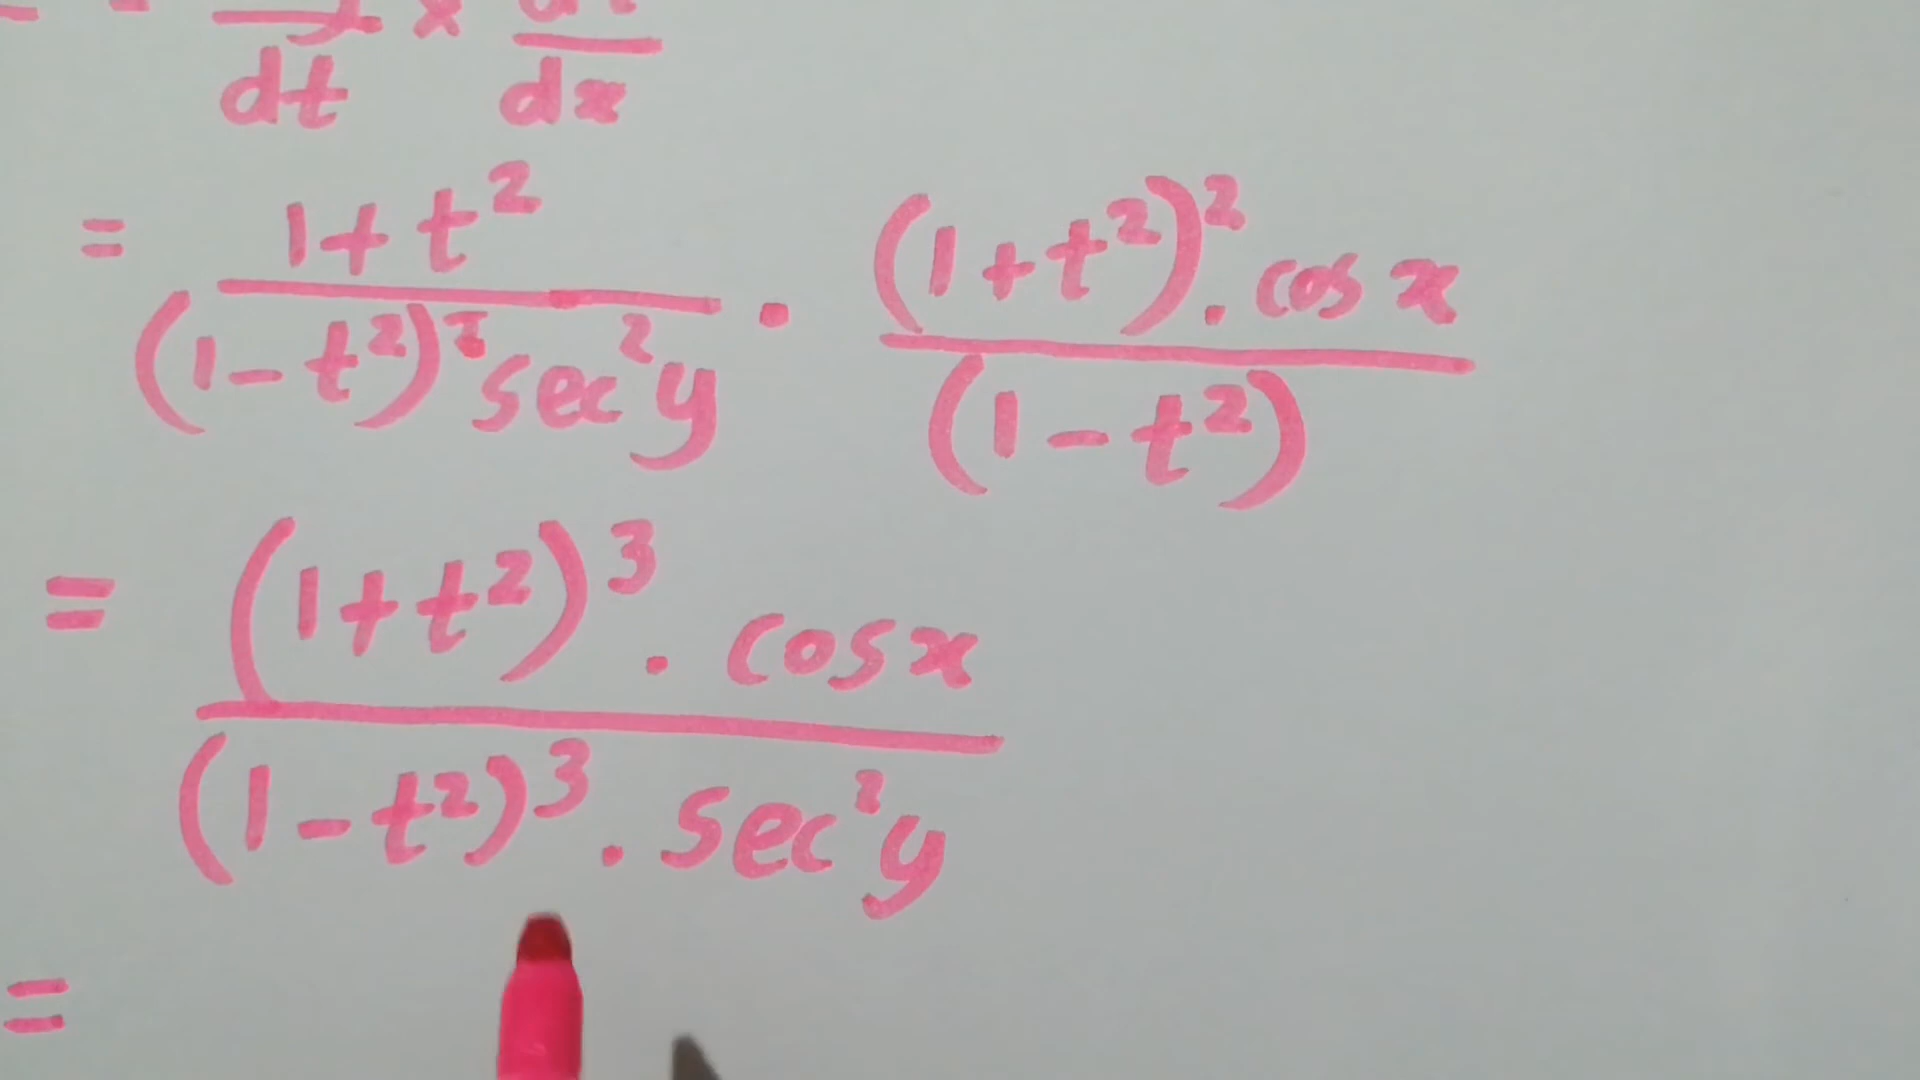 dt × dx
= 1+t² / (1-t²)² sec²y . (1+t²)² . cos x / (1-t²)
= (1+t²)³ . cos x / (1-t²)³ . sec²y
=